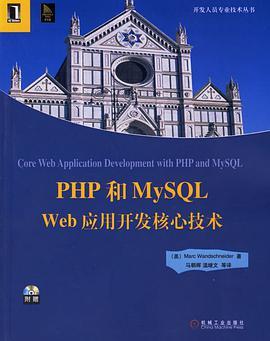 开发人员专业技术丛书
Core Web Application Development with PHP and MySQL
PHP 和 MySQL
Web 应用开发核心技术
(美) Marc Wandschneider 著
马朝晖 温继文 等译
附赠
机械工业出版社
China Machine Press